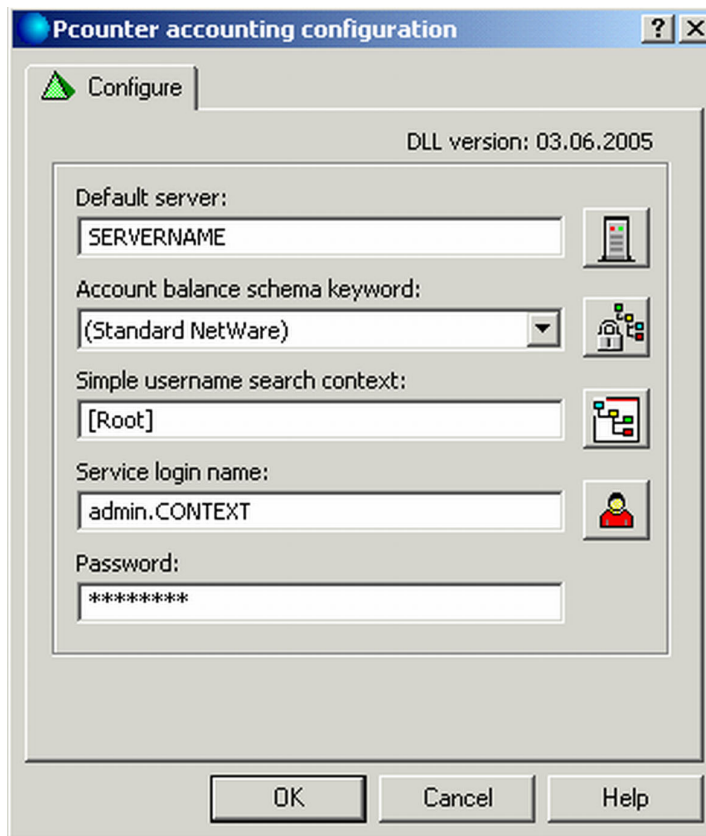 Pcounter accounting configuration
Configure
DLL version: 03.06.2005
Default server:
SERVERNAME
Account balance schema keyword:
(Standard NetWare)
Simple username search context:
[Root]
Service login name:
admin.CONTEXT
Password:
********
OK Cancel Help